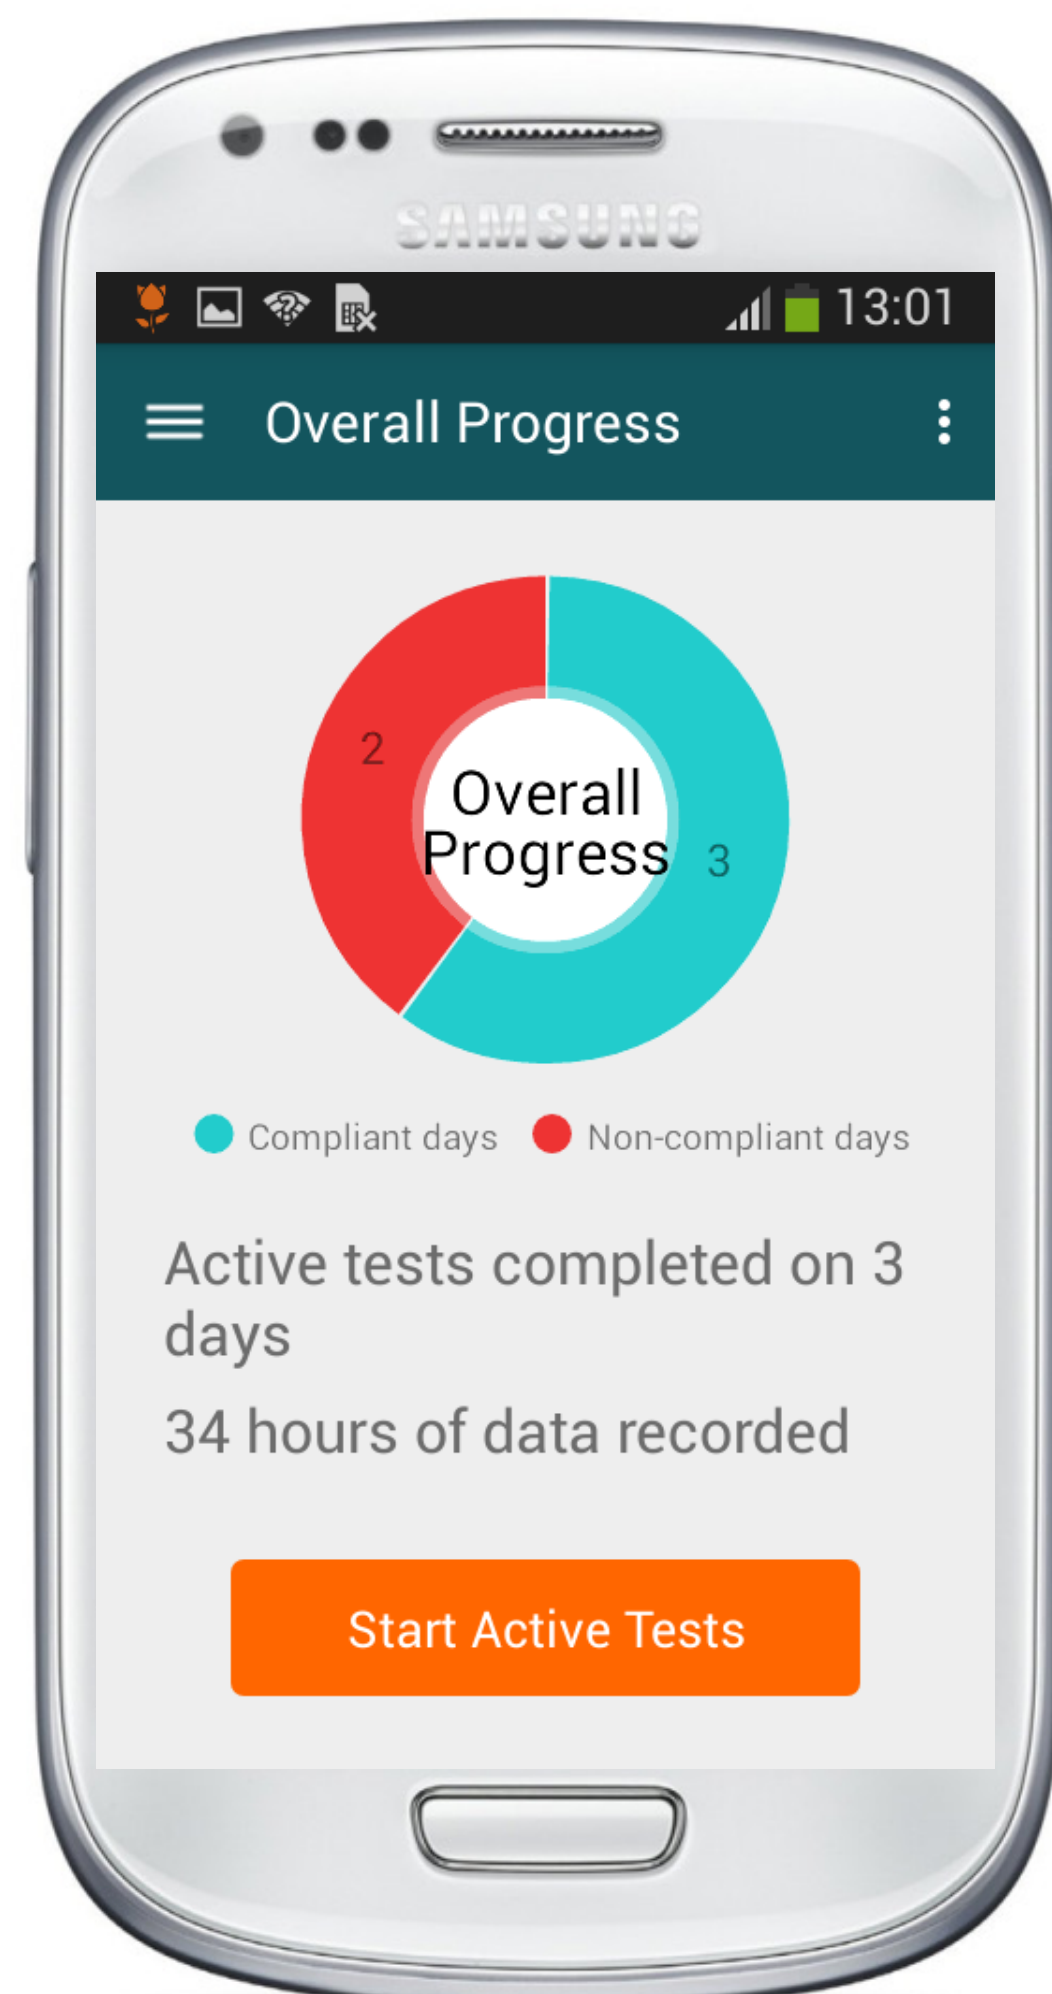 SAMSUNG
13:01
Overall Progress
2
Overall
Progress
3
Compliant days
Non-compliant days
Active tests completed on 3
days
34 hours of data recorded
Start Active Tests